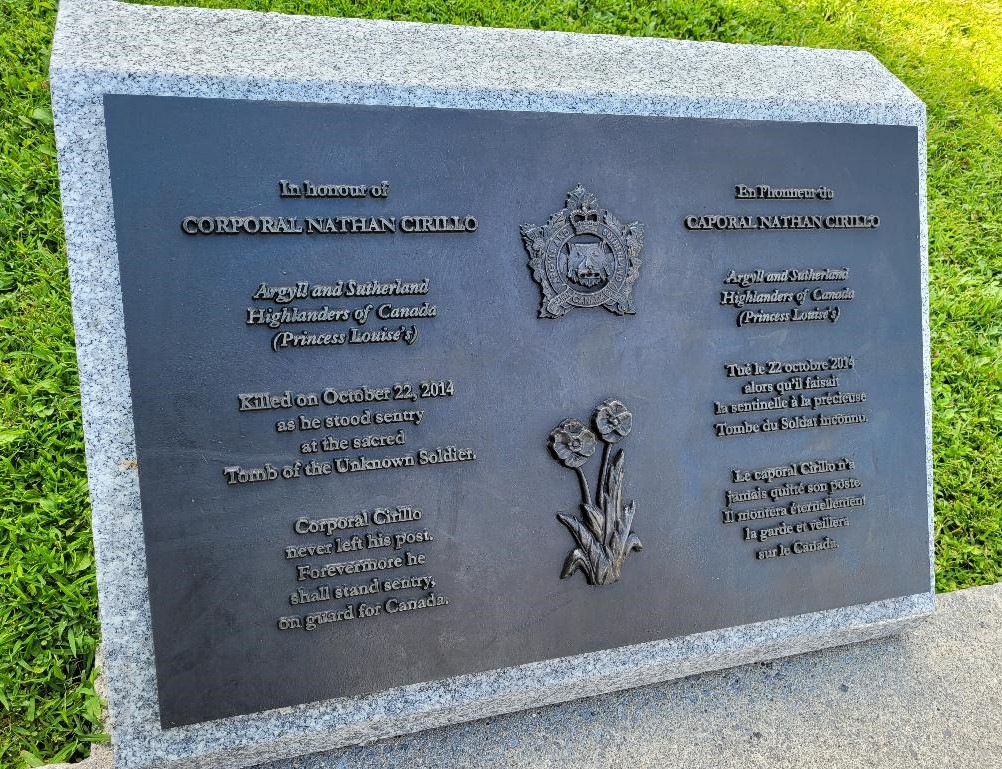 In honour of
CORPORAL NATHAN CIRILLO
Argyll and Sutherland
Highlanders of Canada
(Princess Louise's)
Killed on October 22, 2014
as he stood sentry
at the sacred
Tomb of the Unknown Soldier.
Corporal Cirillo
never left his post.
Forevermore he
shall stand sentry,
on guard for Canada.
CANADA
En l'honneur du
CAPORAL NATHAN CIRILLO
Argyll and Sutherland
Highlanders of Canada
(Princess Louise's)
Tué le 22 octobre 2014
alors qu'il faisait
la sentinelle à la précieuse
Tombe du Soldat inconnu.
Le caporal Cirillo n'a
jamais quitté son poste.
Il montera éternellement
la garde et veillera
sur le Canada.